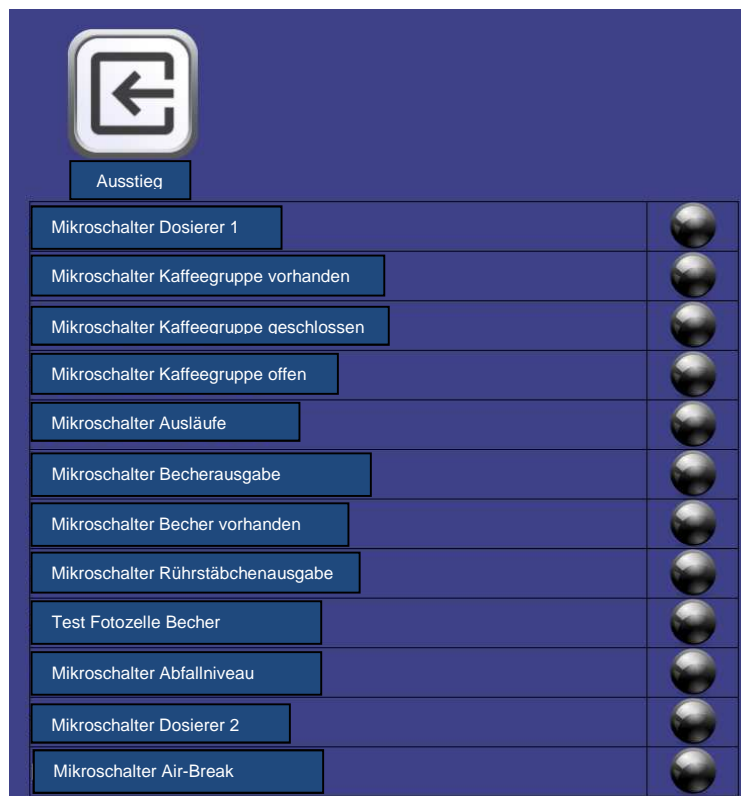 Ausstieg
Mikroschalter Dosierer 1
Mikroschalter Kaffeegruppe vorhanden
Mikroschalter Kaffeegruppe geschlossen
Mikroschalter Kaffeegruppe offen
Mikroschalter Ausläufe
Mikroschalter Becherausgabe
Mikroschalter Becher vorhanden
Mikroschalter Rührstäbchenausgabe
Test Fotozelle Becher
Mikroschalter Abfallniveau
Mikroschalter Dosierer 2
Mikroschalter Air-Break